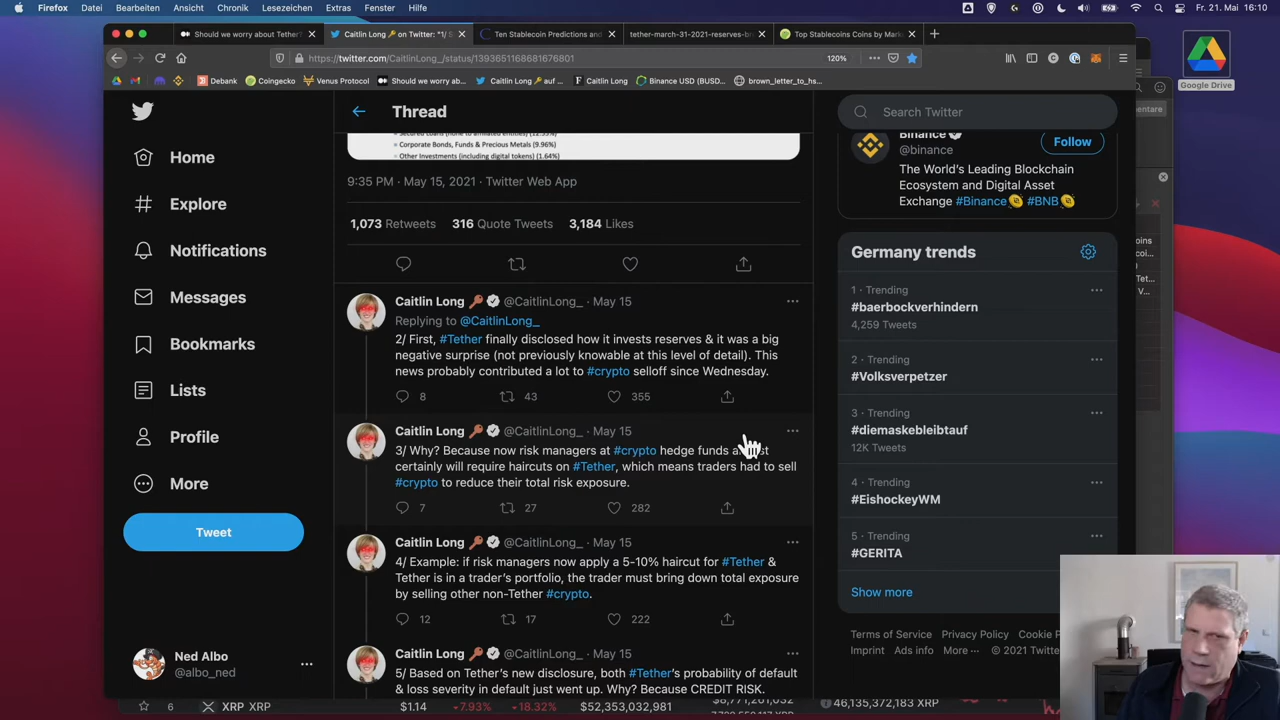 Firefox Datei Bearbeiten Ansicht Chronik Lesezeichen Extras Fenster Hilfe
Fr. 21. Mai 16:10
Should we worry about Tether?
Caitlin Long on Twitter: "1/ S
Ten Stablecoin Predictions and
tether-march-31-2021-reserves-br
Top Stablecoins Coins by Mark
https://twitter.com/CaitlinLong_/status/1393651168681676801
120%
Debank Coingecko Venus Protocol Should we worry ab... Caitlin Long auf ... Caitlin Long Binance USD (BUSD... brown_letter_to_hs...
Google Drive
Home
Explore
Notifications
Messages
Bookmarks
Lists
Profile
More
Tweet
Ned Albo
@albo_ned
Thread
• Corporate Bonds, Funds & Precious Metals (9.96%)
• Other Investments (including digital tokens) (1.64%)
9:35 PM · May 15, 2021 · Twitter Web App
1,073 Retweets 316 Quote Tweets 3,184 Likes
Caitlin Long @CaitlinLong_ · May 15
Replying to @CaitlinLong_
2/ First, #Tether finally disclosed how it invests reserves & it was a big
negative surprise (not previously knowable at this level of detail). This
news probably contributed a lot to #crypto selloff since Wednesday.
8 43 355
Caitlin Long @CaitlinLong_ · May 15
3/ Why? Because now risk managers at #crypto hedge funds
certainly will require haircuts on #Tether, which means traders had to sell
#crypto to reduce their total risk exposure.
7 27 282
Caitlin Long @CaitlinLong_ · May 15
4/ Example: if risk managers now apply a 5-10% haircut for #Tether &
Tether is in a trader's portfolio, the trader must bring down total exposure
by selling other non-Tether #crypto.
12 17 222
Caitlin Long @CaitlinLong_ · May 15
5/ Based on Tether's new disclosure, both #Tether's probability of default
& loss severity in default just went up. Why? Because CREDIT RISK.
Search Twitter
Binance
@binance
Follow
The World's Leading Blockchain
Ecosystem and Digital Asset
Exchange #Binance #BNB
Germany trends
1 · Trending
#baerbockverhindern
4,259 Tweets
2 · Trending
#Volksverpetzer
3 · Trending
#diemaskebleibtauf
12K Tweets
4 · Trending
#EishockeyWM
5 · Trending
#GERITA
Show more
Terms of Service Privacy Policy Cookie P
Imprint Ads info More ··· © 2021 Twitte
6 XRP XRP $1.14 7.93% 18.32% $52,353,032,981 46,135,372,183 XRP